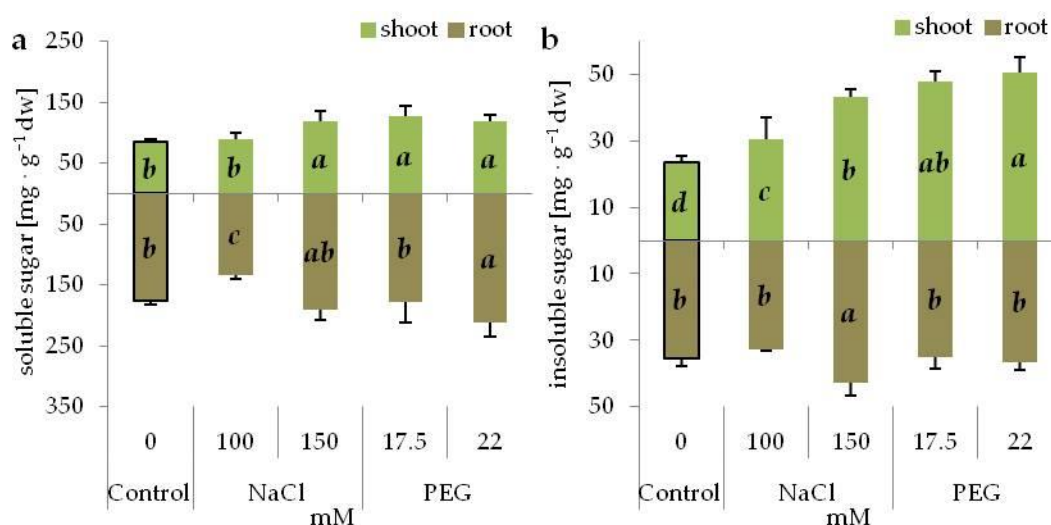 a
shoot root
soluble sugar [mg · g⁻¹ dw]
250
150
50
50
150
250
350
b b a a a
b c ab b a
0 100 150 17.5 22
Control NaCl PEG
mM
b
shoot root
insoluble sugar [mg · g⁻¹ dw]
50
30
10
10
30
50
d c b ab a
b b a b b
0 100 150 17.5 22
Control NaCl PEG
mM